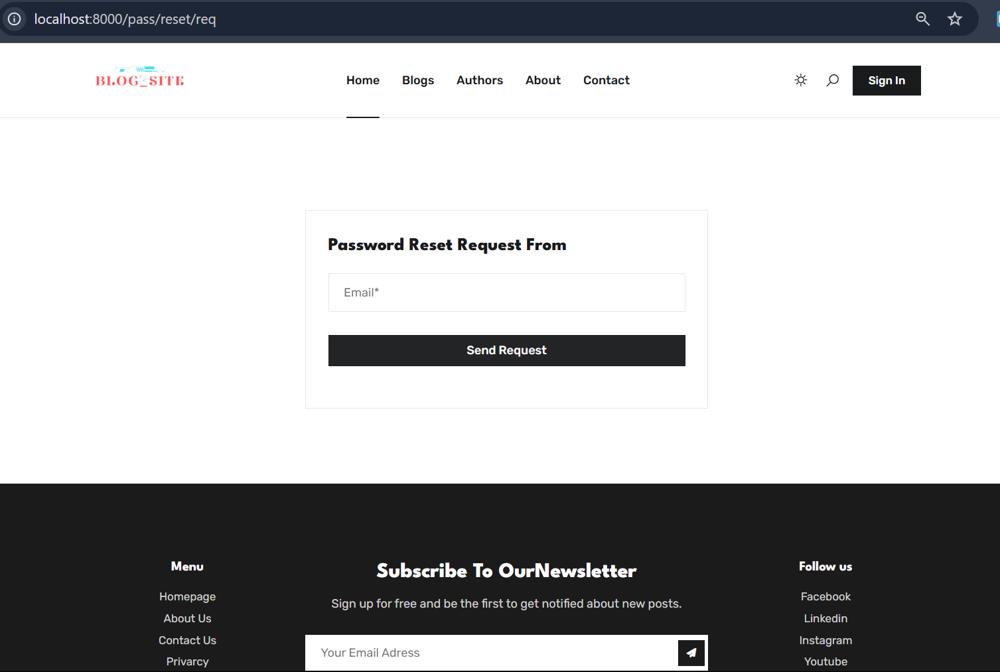 localhost:8000/pass/reset/req
BLOG_SITE
Home Blogs Authors About Contact
Sign In
Password Reset Request From
Email*
Send Request
Menu
Homepage
About Us
Contact Us
Privarcy
Subscribe To OurNewsletter
Sign up for free and be the first to get notified about new posts.
Your Email Adress
Follow us
Facebook
Linkedin
Instagram
Youtube